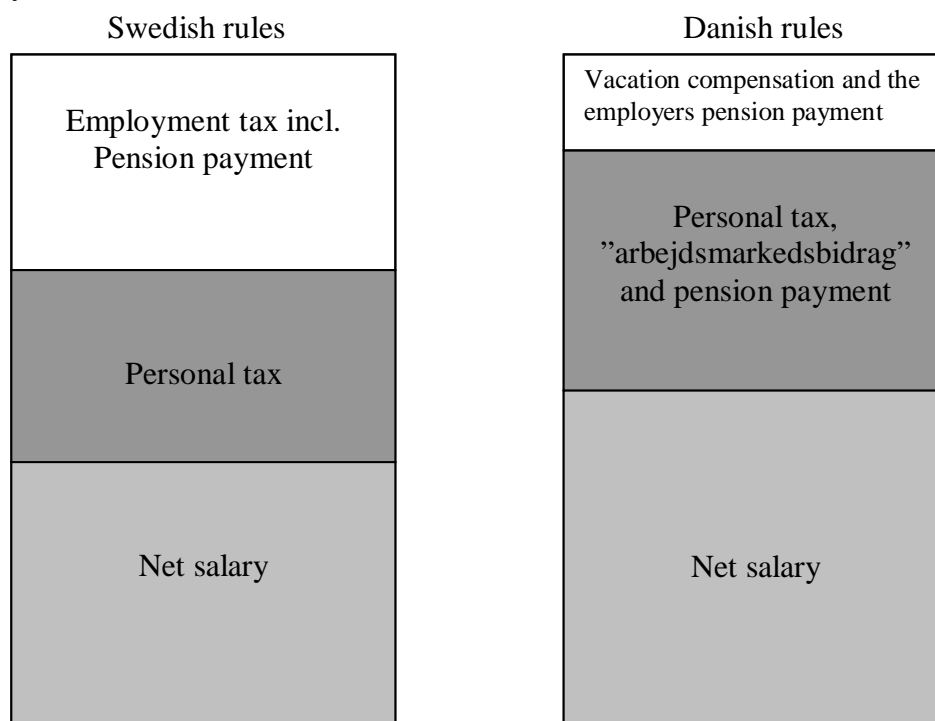 Swedish rules
Employment tax incl.
Pension payment
Personal tax
Net salary
Danish rules
Vacation compensation and the
employers pension payment
Personal tax,
”arbejdsmarkedsbidrag”
and pension payment
Net salary